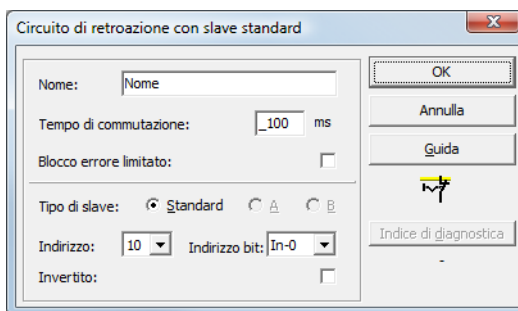 Circuito di retroazione con slave standard
Nome: Nome
Tempo di commutazione: _100 ms
Blocco errore limitato:
Tipo di slave: Standard A B
Indirizzo: 10 Indirizzo bit: In-0
Invertito:
OK
Annulla
Guida
Indice di diagnostica
-